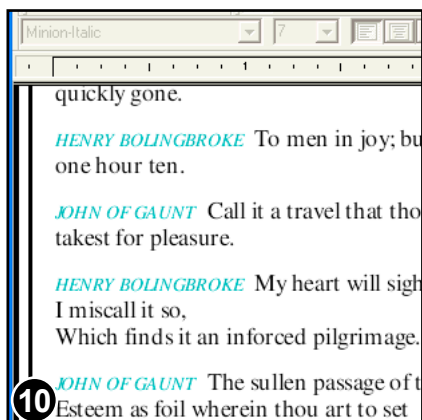 Minion-Italic 7
1
quickly gone.
HENRY BOLINGBROKE To men in joy; bu
one hour ten.
JOHN OF GAUNT Call it a travel that tho
takest for pleasure.
HENRY BOLINGBROKE My heart will sigh
I miscall it so,
Which finds it an inforced pilgrimage.
JOHN OF GAUNT The sullen passage of t
10 Esteem as foil wherein thou art to set